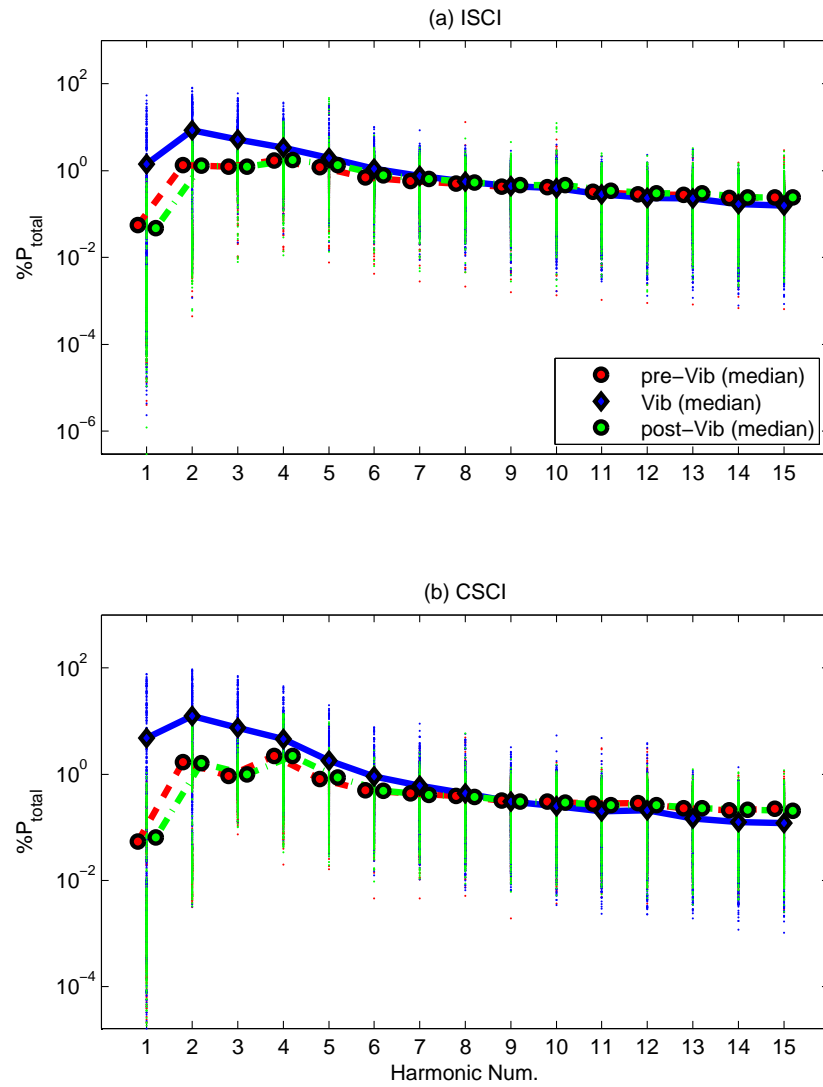 (a) ISCI
10^2
10^0
10^−2
10^−4
10^−6
%P_total
pre−Vib (median)
Vib (median)
post−Vib (median)
1 2 3 4 5 6 7 8 9 10 11 12 13 14 15
(b) CSCI
10^2
10^0
10^−2
10^−4
%P_total
1 2 3 4 5 6 7 8 9 10 11 12 13 14 15
Harmonic Num.